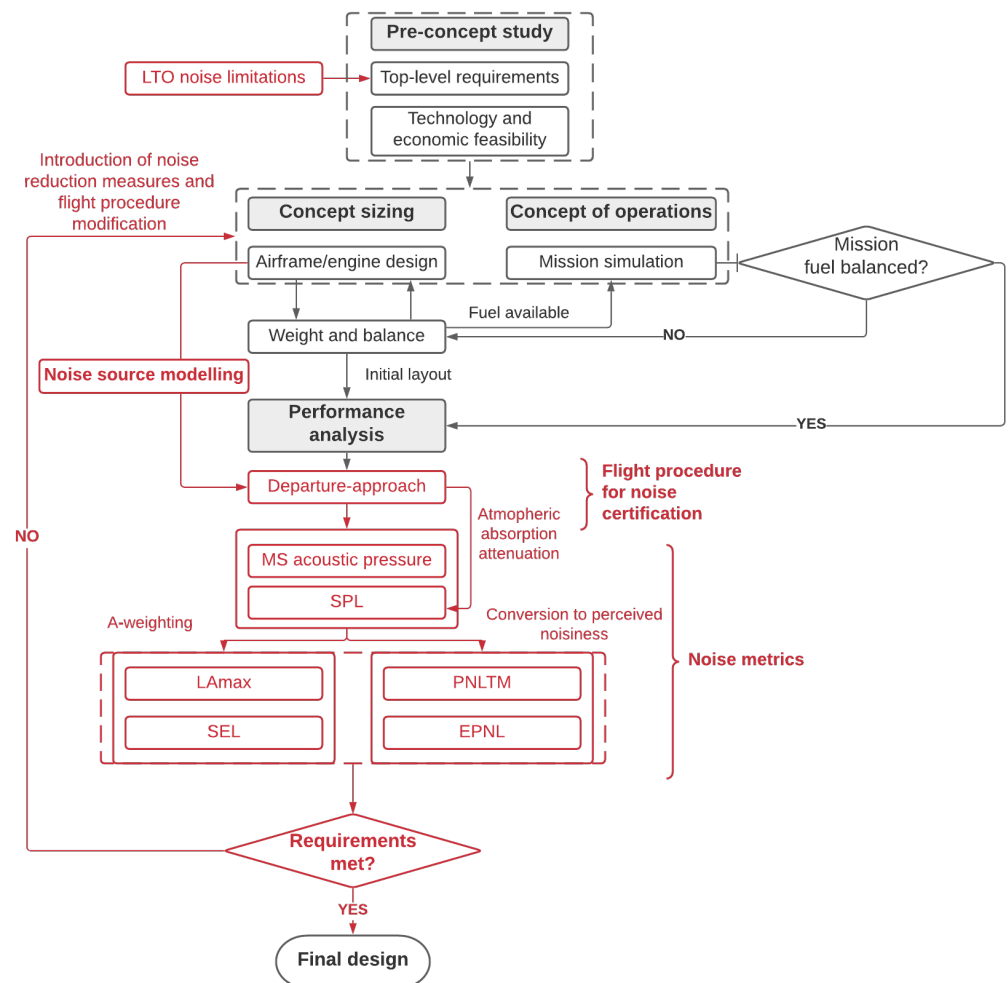 Pre-concept study
LTO noise limitations
Top-level requirements
Technology and
economic feasibility
Introduction of noise
reduction measures and
flight procedure
modification
Concept sizing
Concept of operations
Airframe/engine design
Mission simulation
Mission
fuel balanced?
Fuel available
Weight and balance
NO
Initial layout
Noise source modelling
Performance
analysis
YES
Departure-approach
Flight procedure
for noise
certification
Atmopheric
absorption
attenuation
NO
MS acoustic pressure
SPL
A-weighting
Conversion to perceived
noisiness
Noise metrics
LAmax
PNLTM
SEL
EPNL
Requirements
met?
YES
Final design